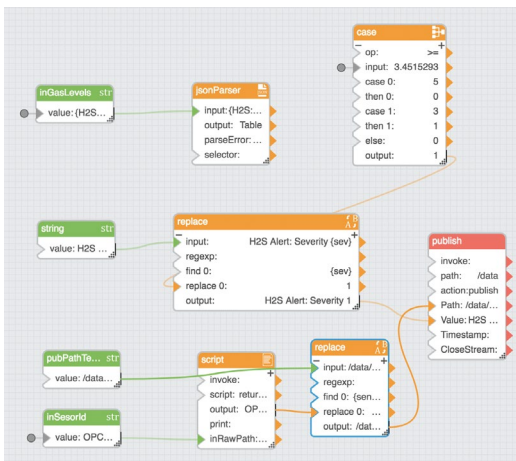 case
op: >=
input: 3.4515293
case 0: 5
then 0: 0
case 1: 3
then 1: 1
else: 0
output: 1
inGasLevels str
value: {H2S...
jsonParser
input:{H2S:...
output: Table
parseError: ...
selector:
string str
value: H2S ...
replace
input: H2S Alert: Severity {sev}
regexp:
find 0: {sev}
replace 0: 1
output: H2S Alert: Severity 1
publish
invoke:
path: /data
action:publish
Path: /data/...
Value:H2S ...
Timestamp:
CloseStream:
pubPathTe... str
value: /data...
script
invoke:
script: retur...
output: OP...
print:
inRawPath:...
replace
input: /data/...
regexp:
find 0: {sen...
replace 0: ...
output: /dat...
inSesorId str
value: OPC...